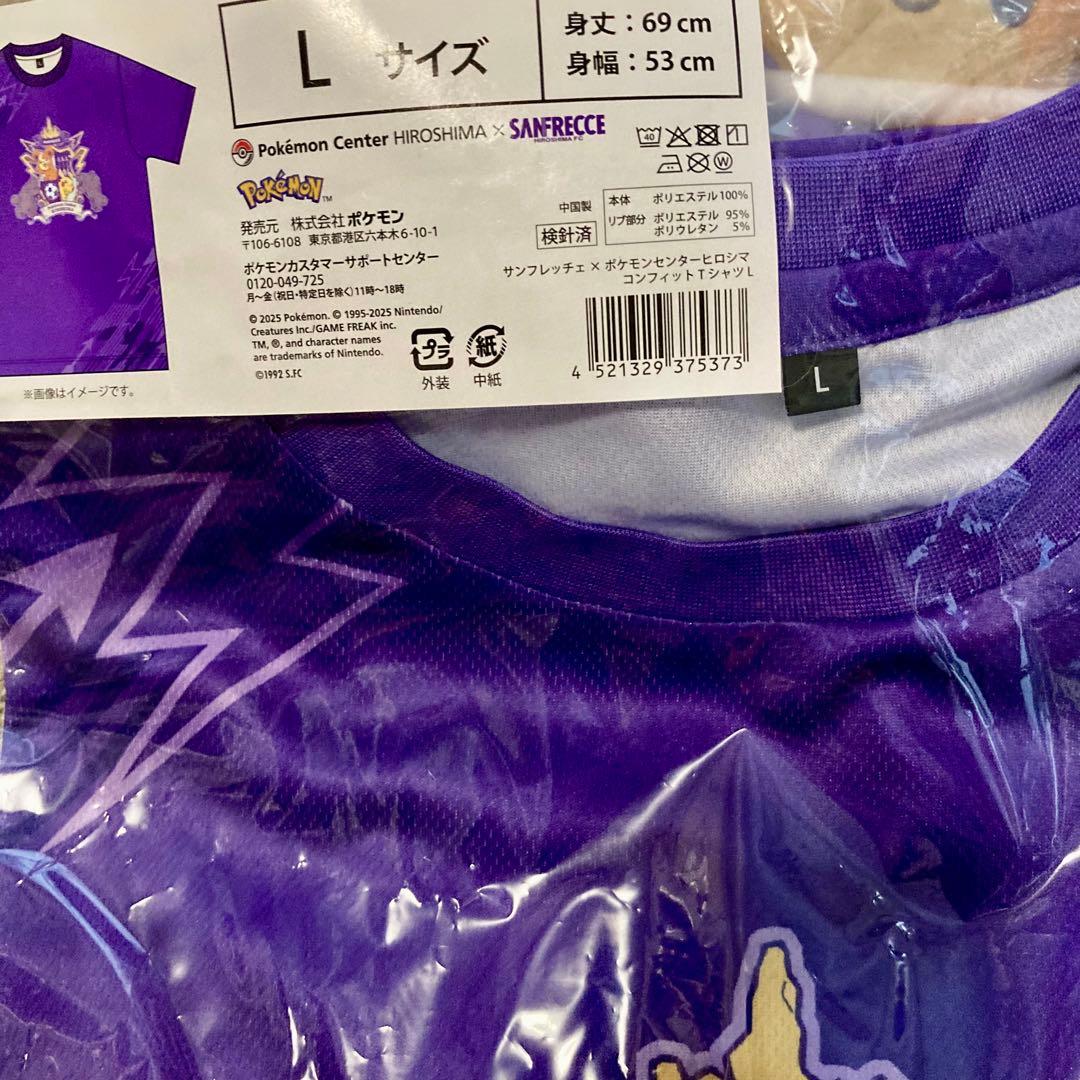 L サイズ
身丈：69cm
身幅：53cm
Pokémon Center HIROSHIMA × SANFRECCE
HIROSHIMA FC
POKÉMON TM
発売元 株式会社ポケモン
〒106-6108 東京都港区六本木6-10-1
ポケモンカスタマーサポートセンター
0120-049-725
月〜金(祝日・特定日を除く)11時〜18時
© 2025 Pokémon. © 1995-2025 Nintendo/
Creatures Inc./GAME FREAK inc.
TM, ®, and character names
are trademarks of Nintendo.
©1992 S.FC
プラ
外装
紙
中紙
40
W
中国製
検針済
本体 ポリエステル100%
リブ部分 ポリエステル 95%
ポリウレタン 5%
サンフレッチェ × ポケモンセンターヒロシマ
コンフィットTシャツL
4 521329 375373
※画像はイメージです。
L